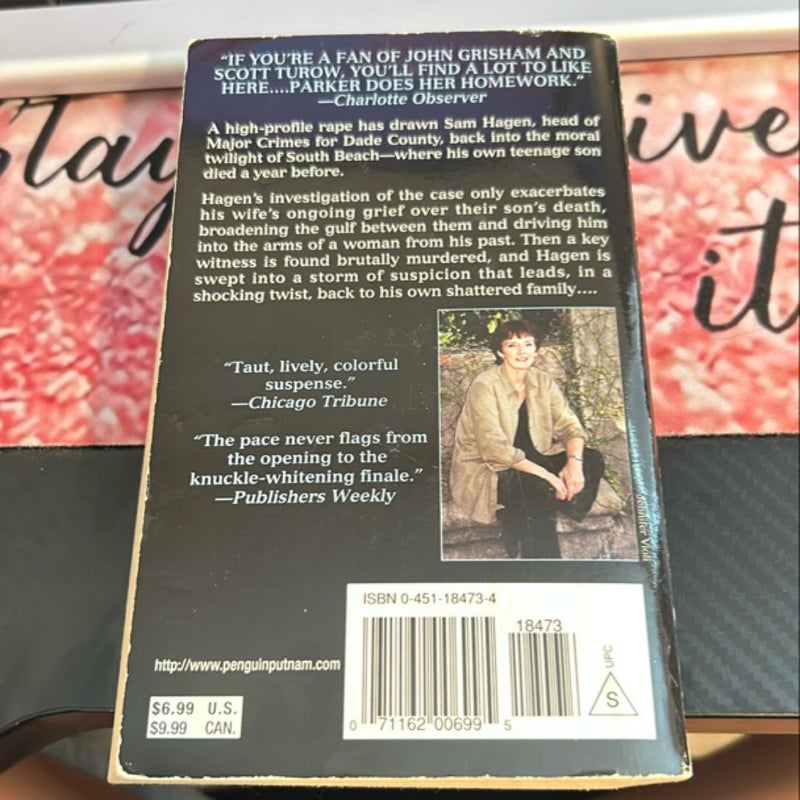 "IF YOU'RE A FAN OF JOHN GRISHAM AND
SCOTT TUROW, YOU'LL FIND A LOT TO LIKE
HERE....PARKER DOES HER HOMEWORK."
—Charlotte Observer
A high-profile rape has drawn Sam Hagen, head of
Major Crimes for Dade County, back into the moral
twilight of South Beach—where his own teenage son
died a year before.
Hagen's investigation of the case only exacerbates
his wife's ongoing grief over their son's death,
broadening the gulf between them and driving him
into the arms of a woman from his past. Then a key
witness is found brutally murdered, and Hagen is
swept into a storm of suspicion that leads, in a
shocking twist, back to his own shattered family....
"Taut, lively, colorful
suspense."
—Chicago Tribune
"The pace never flags from
the opening to the
knuckle-whitening finale."
—Publishers Weekly
Jennifer
ISBN 0-451-18473-4
18473
UPC
S
0 71162 00699 5
http://www.penguinputnam.com
$6.99 U.S.
$9.99 CAN.
ive
it